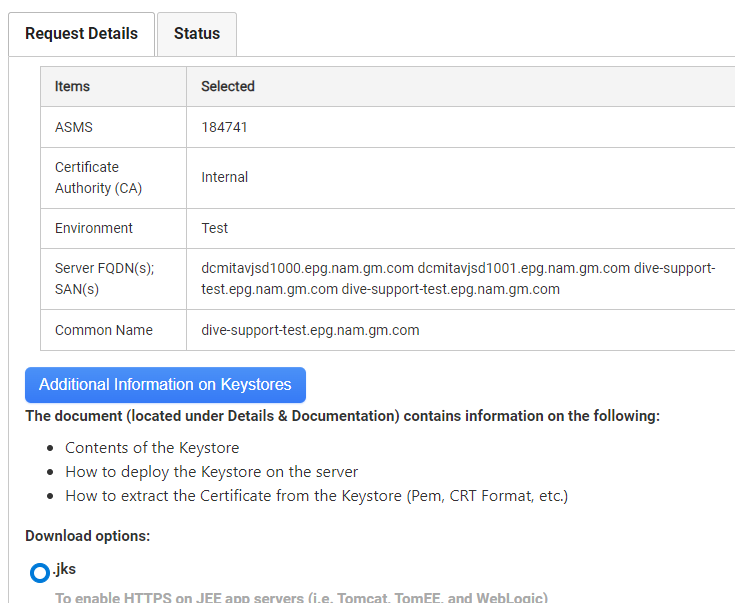 Request Details
Status
Items Selected
ASMS 184741
Certificate
Authority (CA)
Internal
Environment Test
Server FQDN(s);
SAN(s)
dcmitavjsd1000.epg.nam.gm.com dcmitavjsd1001.epg.nam.gm.com dive-support-
test.epg.nam.gm.com dive-support-test.epg.nam.gm.com
Common Name dive-support-test.epg.nam.gm.com
Additional Information on Keystores
The document (located under Details & Documentation) contains information on the following:
Contents of the Keystore
How to deploy the Keystore on the server
How to extract the Certificate from the Keystore (Pem, CRT Format, etc.)
Download options:
.jks
To enable HTTPS on JEE app servers (i.e. Tomcat, TomEE, and WebLogic)